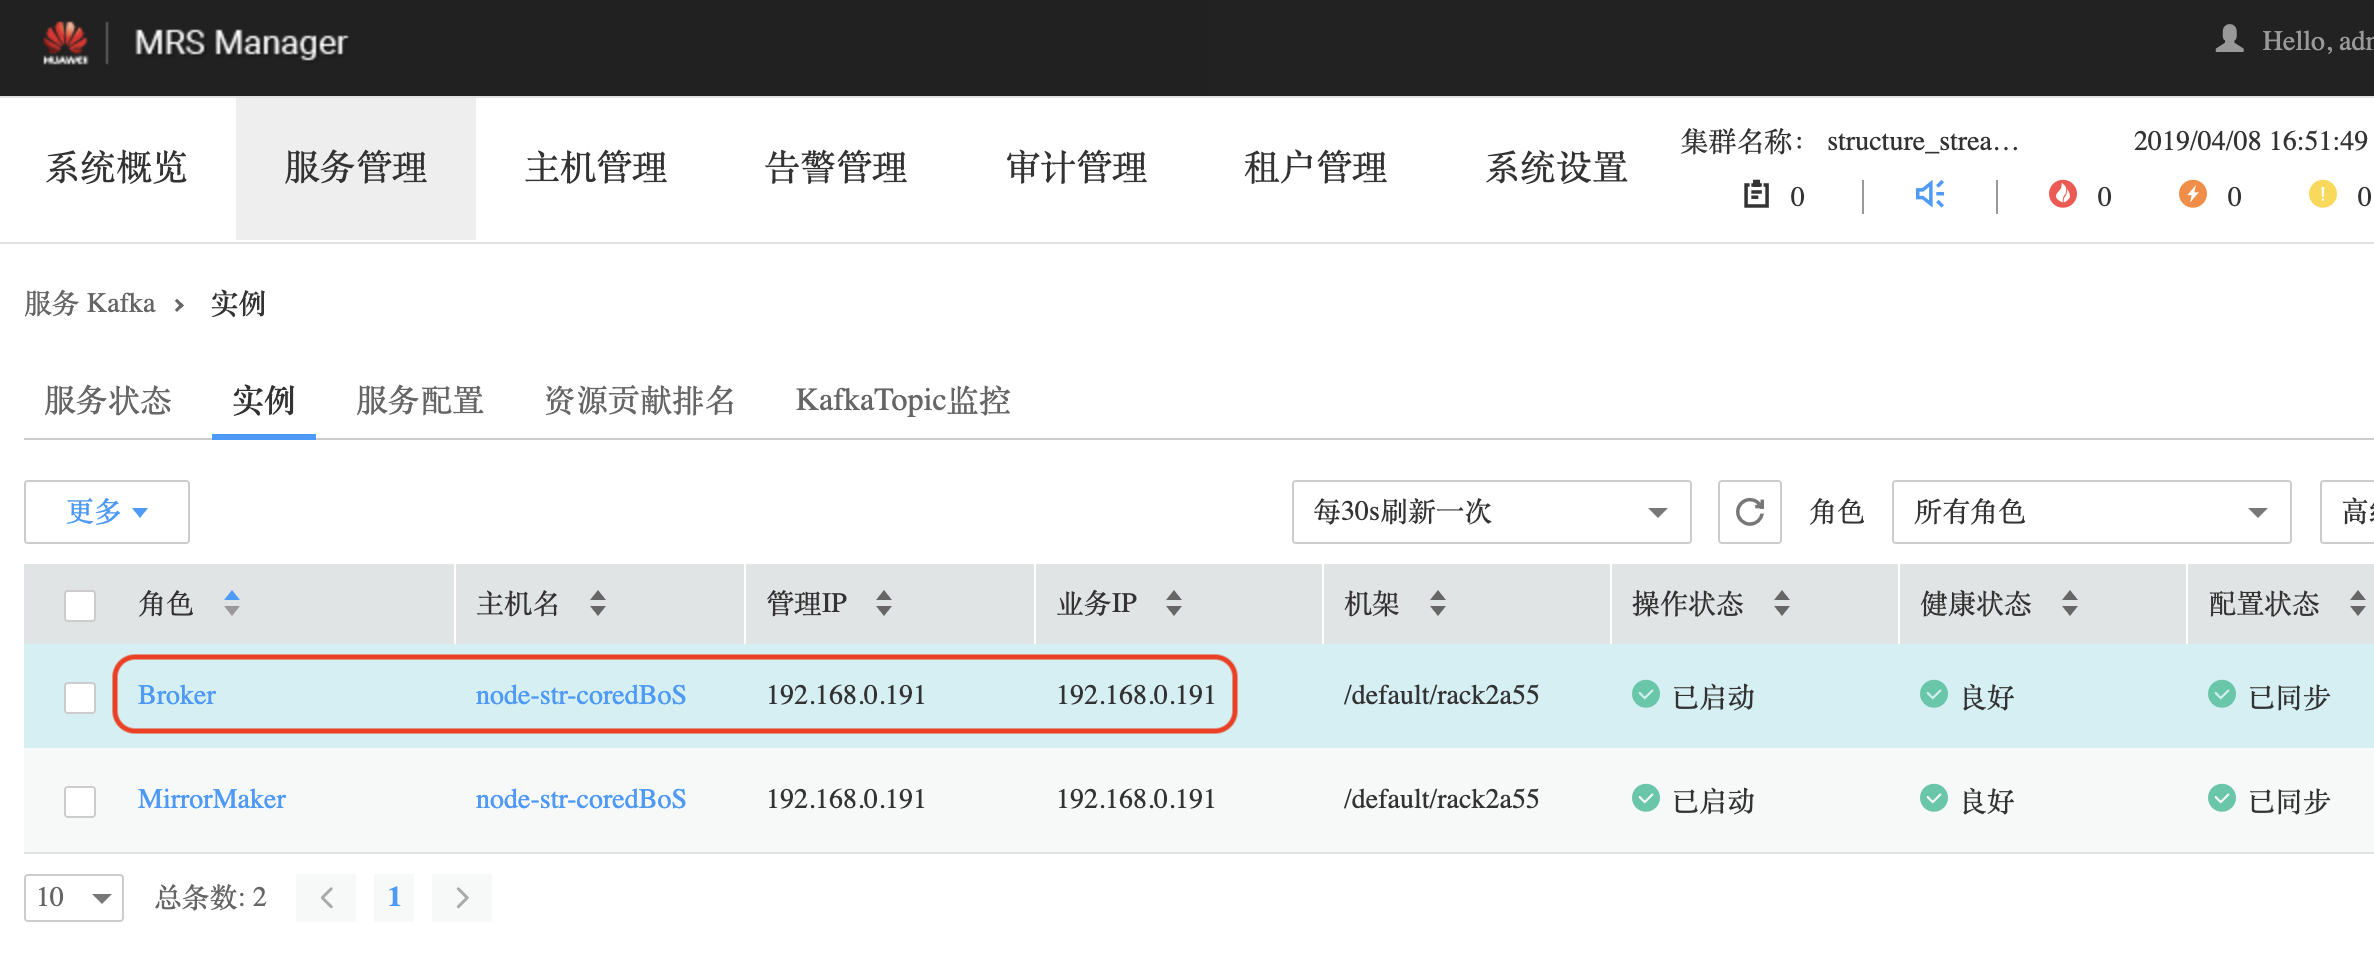 HUAWEI MRS Manager Hello, adm
系统概览 服务管理 主机管理 告警管理 审计管理 租户管理 系统设置 集群名称： structure_strea... 2019/04/08 16:51:49
0 0 0 0
服务 Kafka > 实例
服务状态 实例 服务配置 资源贡献排名 KafkaTopic监控
更多 每30s刷新一次 角色 所有角色 高级
角色 主机名 管理IP 业务IP 机架 操作状态 健康状态 配置状态
Broker node-str-coredBoS 192.168.0.191 192.168.0.191 /default/rack2a55 已启动 良好 已同步
MirrorMaker node-str-coredBoS 192.168.0.191 192.168.0.191 /default/rack2a55 已启动 良好 已同步
10 总条数: 2 1